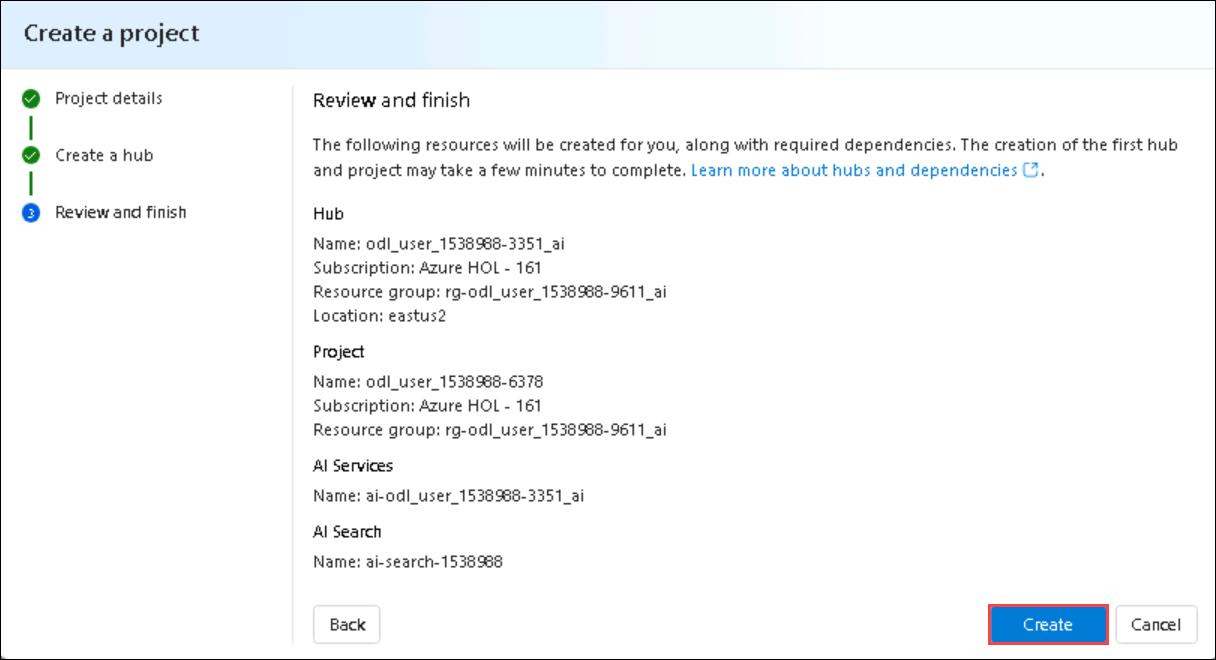 Create a project
Project details
Create a hub
3
Review and finish
Review and finish
The following resources will be created for you, along with required dependencies. The creation of the first hub
and project may take a few minutes to complete. Learn more about hubs and dependencies.
Hub
Name: odl_user_1538988-3351_ai
Subscription: Azure HOL - 161
Resource group: rg-odl_user_1538988-9611_ai
Location: eastus2
Project
Name: odl_user_1538988-6378
Subscription: Azure HOL - 161
Resource group: rg-odl_user_1538988-9611_ai
AI Services
Name: ai-odl_user_1538988-3351_ai
AI Search
Name: ai-search-1538988
Back
Create
Cancel